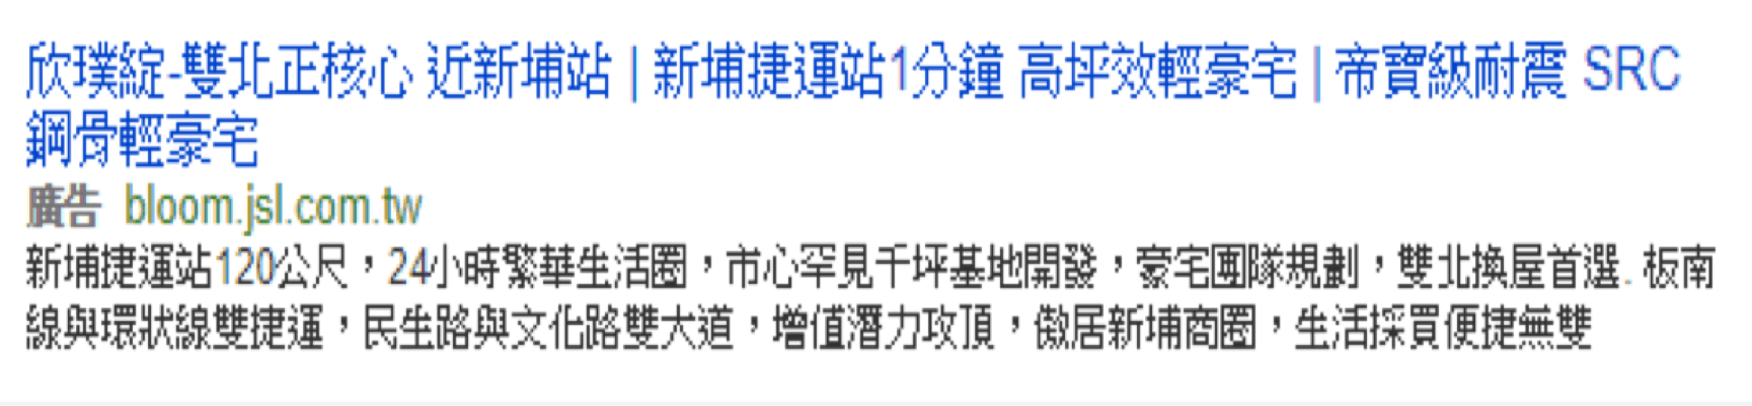 欣璞綻-雙北正核心 近新埔站 | 新埔捷運站1分鐘 高坪效輕豪宅 | 帝寶級耐震 SRC
鋼骨輕豪宅
廣告 bloom.jsl.com.tw
新埔捷運站120公尺，24小時繁華生活圈，市心罕見千坪基地開發，豪宅團隊規劃，雙北換屋首選. 板南
線與環狀線雙捷運，民生路與文化路雙大道，增值潛力攻頂，傲居新埔商圈，生活採買便捷無雙